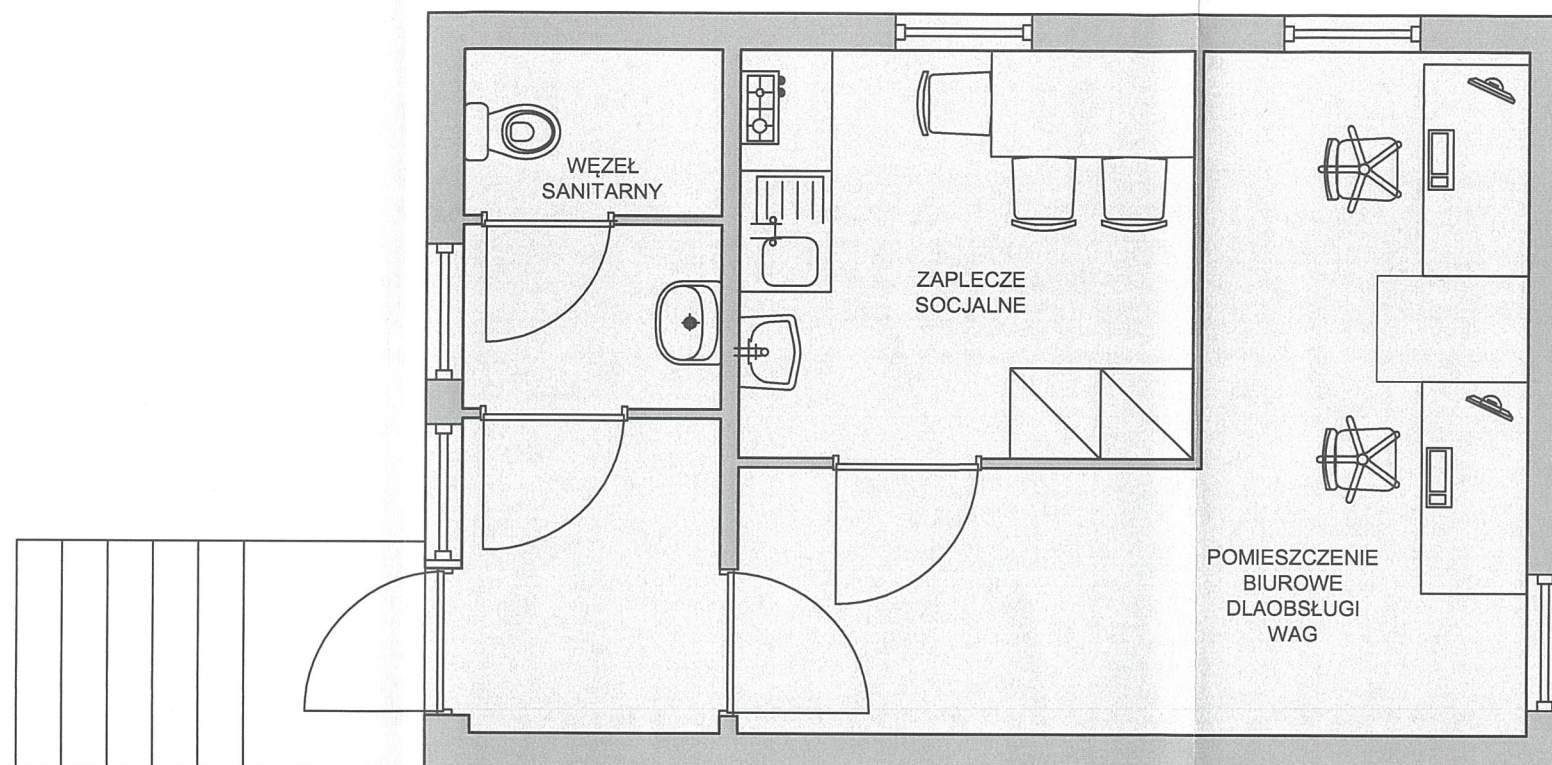 WĘZEŁ
SANITARNY
ZAPLECZE
SOCJALNE
POMIESZCZENIE
BIUROWE
DLAOBSŁUGI
WAG